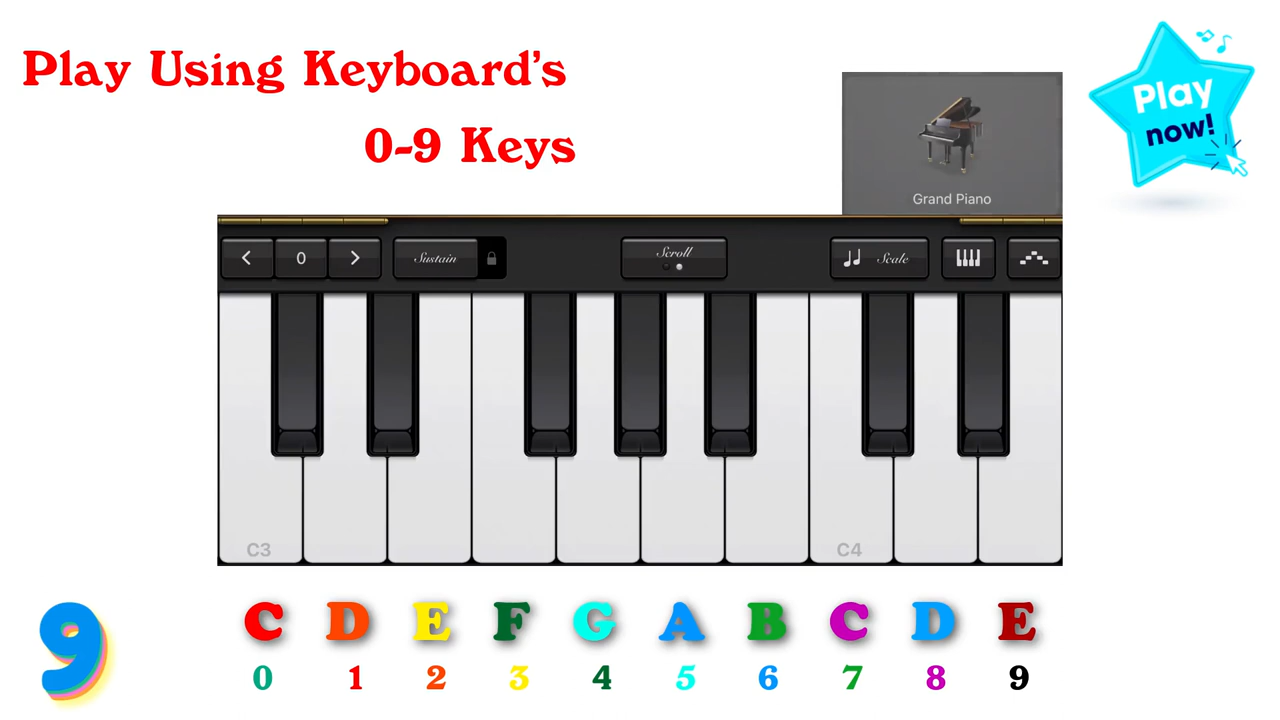 Play Using Keyboard's
0-9 Keys
Play
now!
Grand Piano
0
Sustain
Scroll
Scale
C3
C4
9
C D E F G A B C D E
0 1 2 3 4 5 6 7 8 9